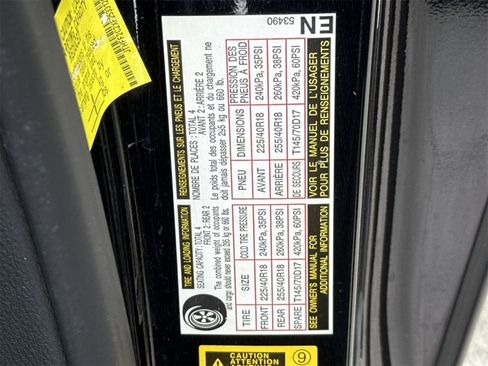 TIRE AND LOADING INFORMATION
SEATING CAPACITY: TOTAL 4
FRONT 2: REAR 2
The combined weight of occupants
and cargo should never exceed 295 kg or 660 lbs.
TIRE SIZE COLD TIRE PRESSURE
FRONT 225/40R18 240kPa, 35PSI
REAR 255/40R18 260kPa, 38PSI
SPARE T145/70D17 420kPa, 60PSI
SEE OWNER'S MANUAL FOR
ADDITIONAL INFORMATION
RENSEIGNEMENTS SUR LES PNEUS ET LE CHARGEMENT
NOMBRE DE PLACES: TOTAL 4
AVANT 2: ARRIÈRE 2
Le poids total des occupants et du chargement ne
doit jamais dépasser 295 kg ou 660 lb.
PNEU DIMENSIONS PRESSION DES
PNEUS À FROID
AVANT 225/40R18 240kPa, 35PSI
ARRIÈRE 255/40R18 260kPa, 38PSI
DE SECOURS T145/70D17 420kPa, 60PSI
VOIR LE MANUEL DE L'USAGER
POUR PLUS DE RENSEIGNEMENTS
EN
53490
CAUTION
ATTENTION
9